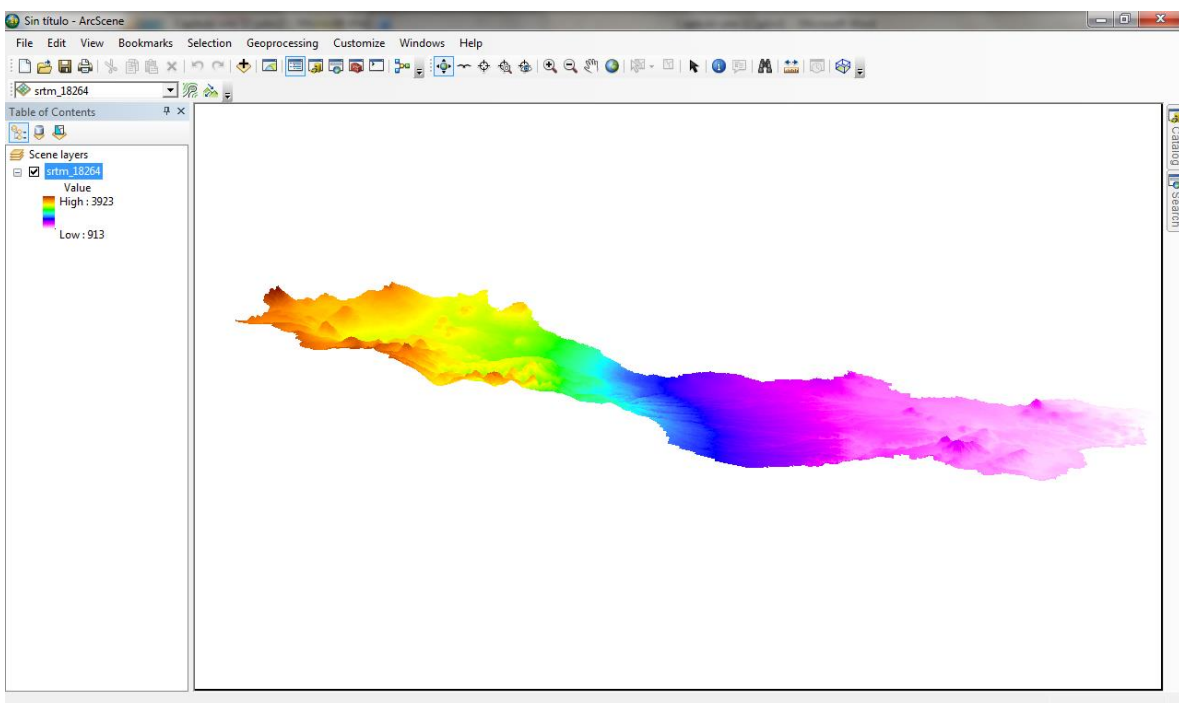 Sin título - ArcScene
File Edit View Bookmarks Selection Geoprocessing Customize Windows Help
srtm_18264
Table of Contents
Scene layers
srtm_18264
Value
High : 3923
Low : 913
Catalog
Search